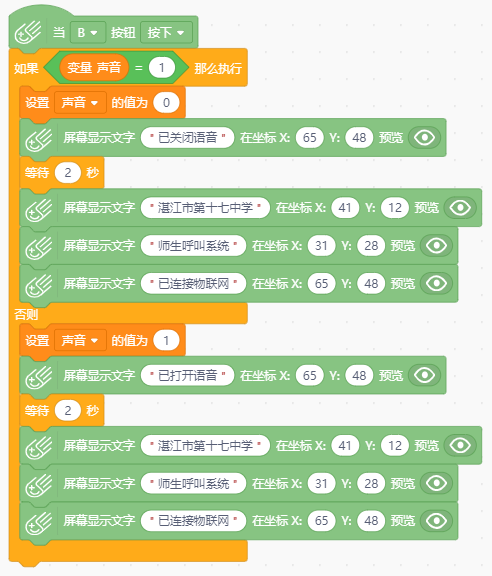 当 B 按钮 按下
如果 变量 声音 = 1 那么执行
设置 声音 的值为 0
屏幕显示文字 "已关闭语音" 在坐标 X: 65 Y: 48 预览
等待 2 秒
屏幕显示文字 "湛江市第十七中学" 在坐标 X: 41 Y: 12 预览
屏幕显示文字 "师生呼叫系统" 在坐标 X: 31 Y: 28 预览
屏幕显示文字 "已连接物联网" 在坐标 X: 65 Y: 48 预览
否则
设置 声音 的值为 1
屏幕显示文字 "已打开语音" 在坐标 X: 65 Y: 48 预览
等待 2 秒
屏幕显示文字 "湛江市第十七中学" 在坐标 X: 41 Y: 12 预览
屏幕显示文字 "师生呼叫系统" 在坐标 X: 31 Y: 28 预览
屏幕显示文字 "已连接物联网" 在坐标 X: 65 Y: 48 预览